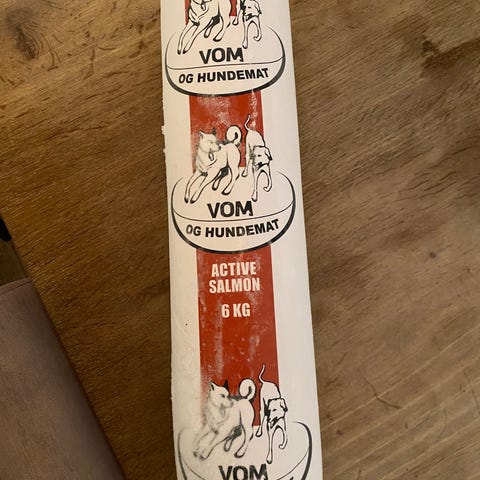 VOM
OG HUNDEMAT
VOM
OG HUNDEMAT
ACTIVE
SALMON
6 KG
VOM